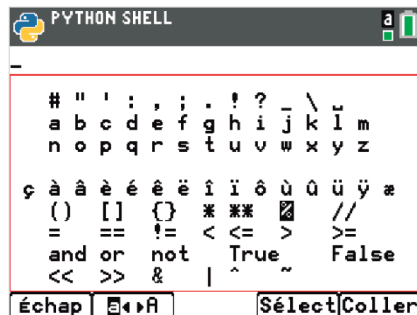 PYTHON SHELL a
_
# " ' : , ; . ! ? _ \ ␣
a b c d e f g h i j k l m
n o p q r s t u v w x y z
ç à â è é ê ë î ï ô ù û ü ÿ æ
() [] {} * ** % //
= == != < <= > >=
and or not True False
<< >> & | ^ ~
Échap a◂▸A Sélect Coller